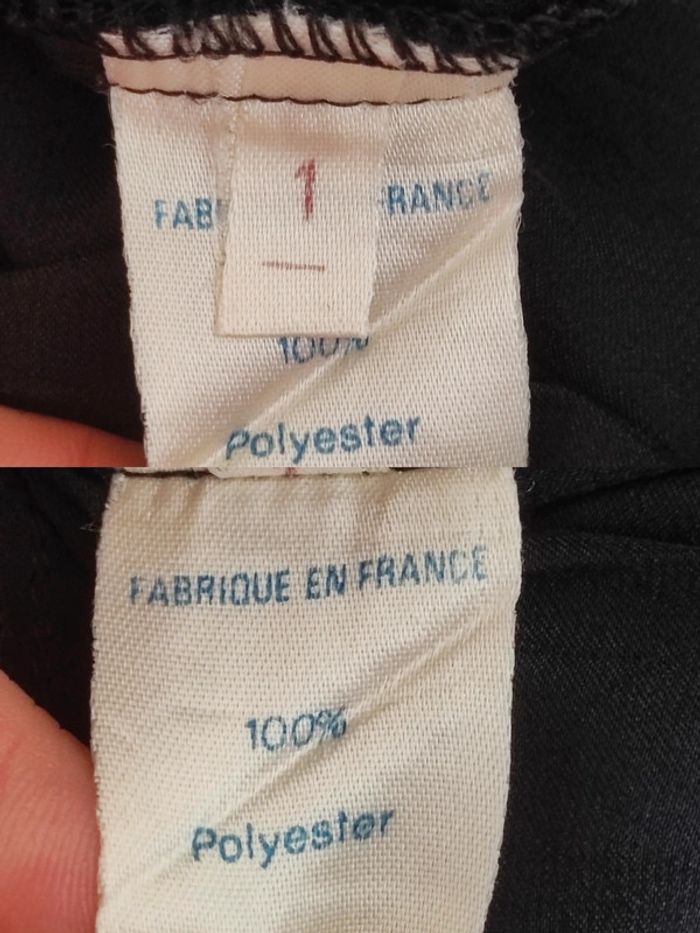 1
FAB RANCE
100%
Polyester
FABRIQUE EN FRANCE
100%
Polyester